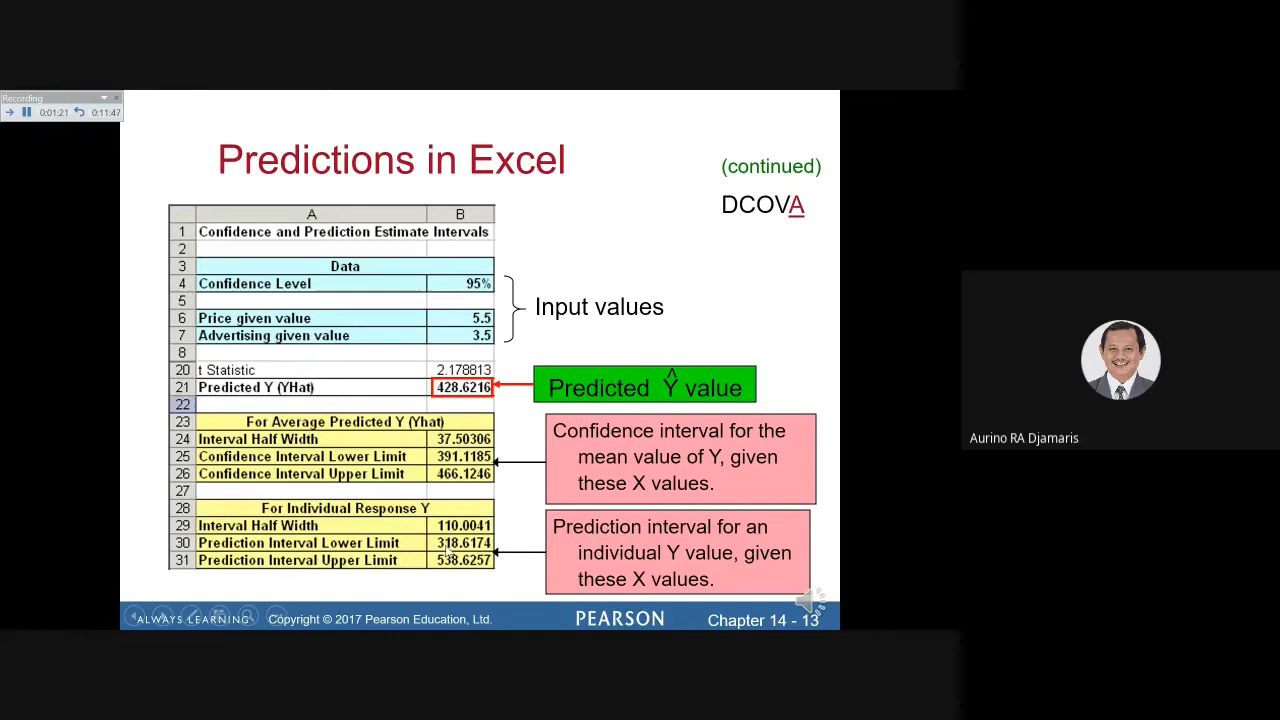 Recording
0:01:21 0:11:47
Predictions in Excel
(continued)
DCOVA
A B
1 Confidence and Prediction Estimate Intervals
2
3 Data
4 Confidence Level 95%
5
6 Price given value 5.5
7 Advertising given value 3.5
8
20 t Statistic 2.178813
21 Predicted Y (YHat) 428.6216
22
23 For Average Predicted Y (Yhat)
24 Interval Half Width 37.50306
25 Confidence Interval Lower Limit 391.1185
26 Confidence Interval Upper Limit 466.1246
27
28 For Individual Response Y
29 Interval Half Width 110.0041
30 Prediction Interval Lower Limit 318.6174
31 Prediction Interval Upper Limit 538.6257
Input values
Predicted Ŷ value
Confidence interval for the
mean value of Y, given
these X values.
Prediction interval for an
individual Y value, given
these X values.
Aurino RA Djamaris
ALWAYS LEARNING Copyright © 2017 Pearson Education, Ltd. PEARSON Chapter 14 - 13